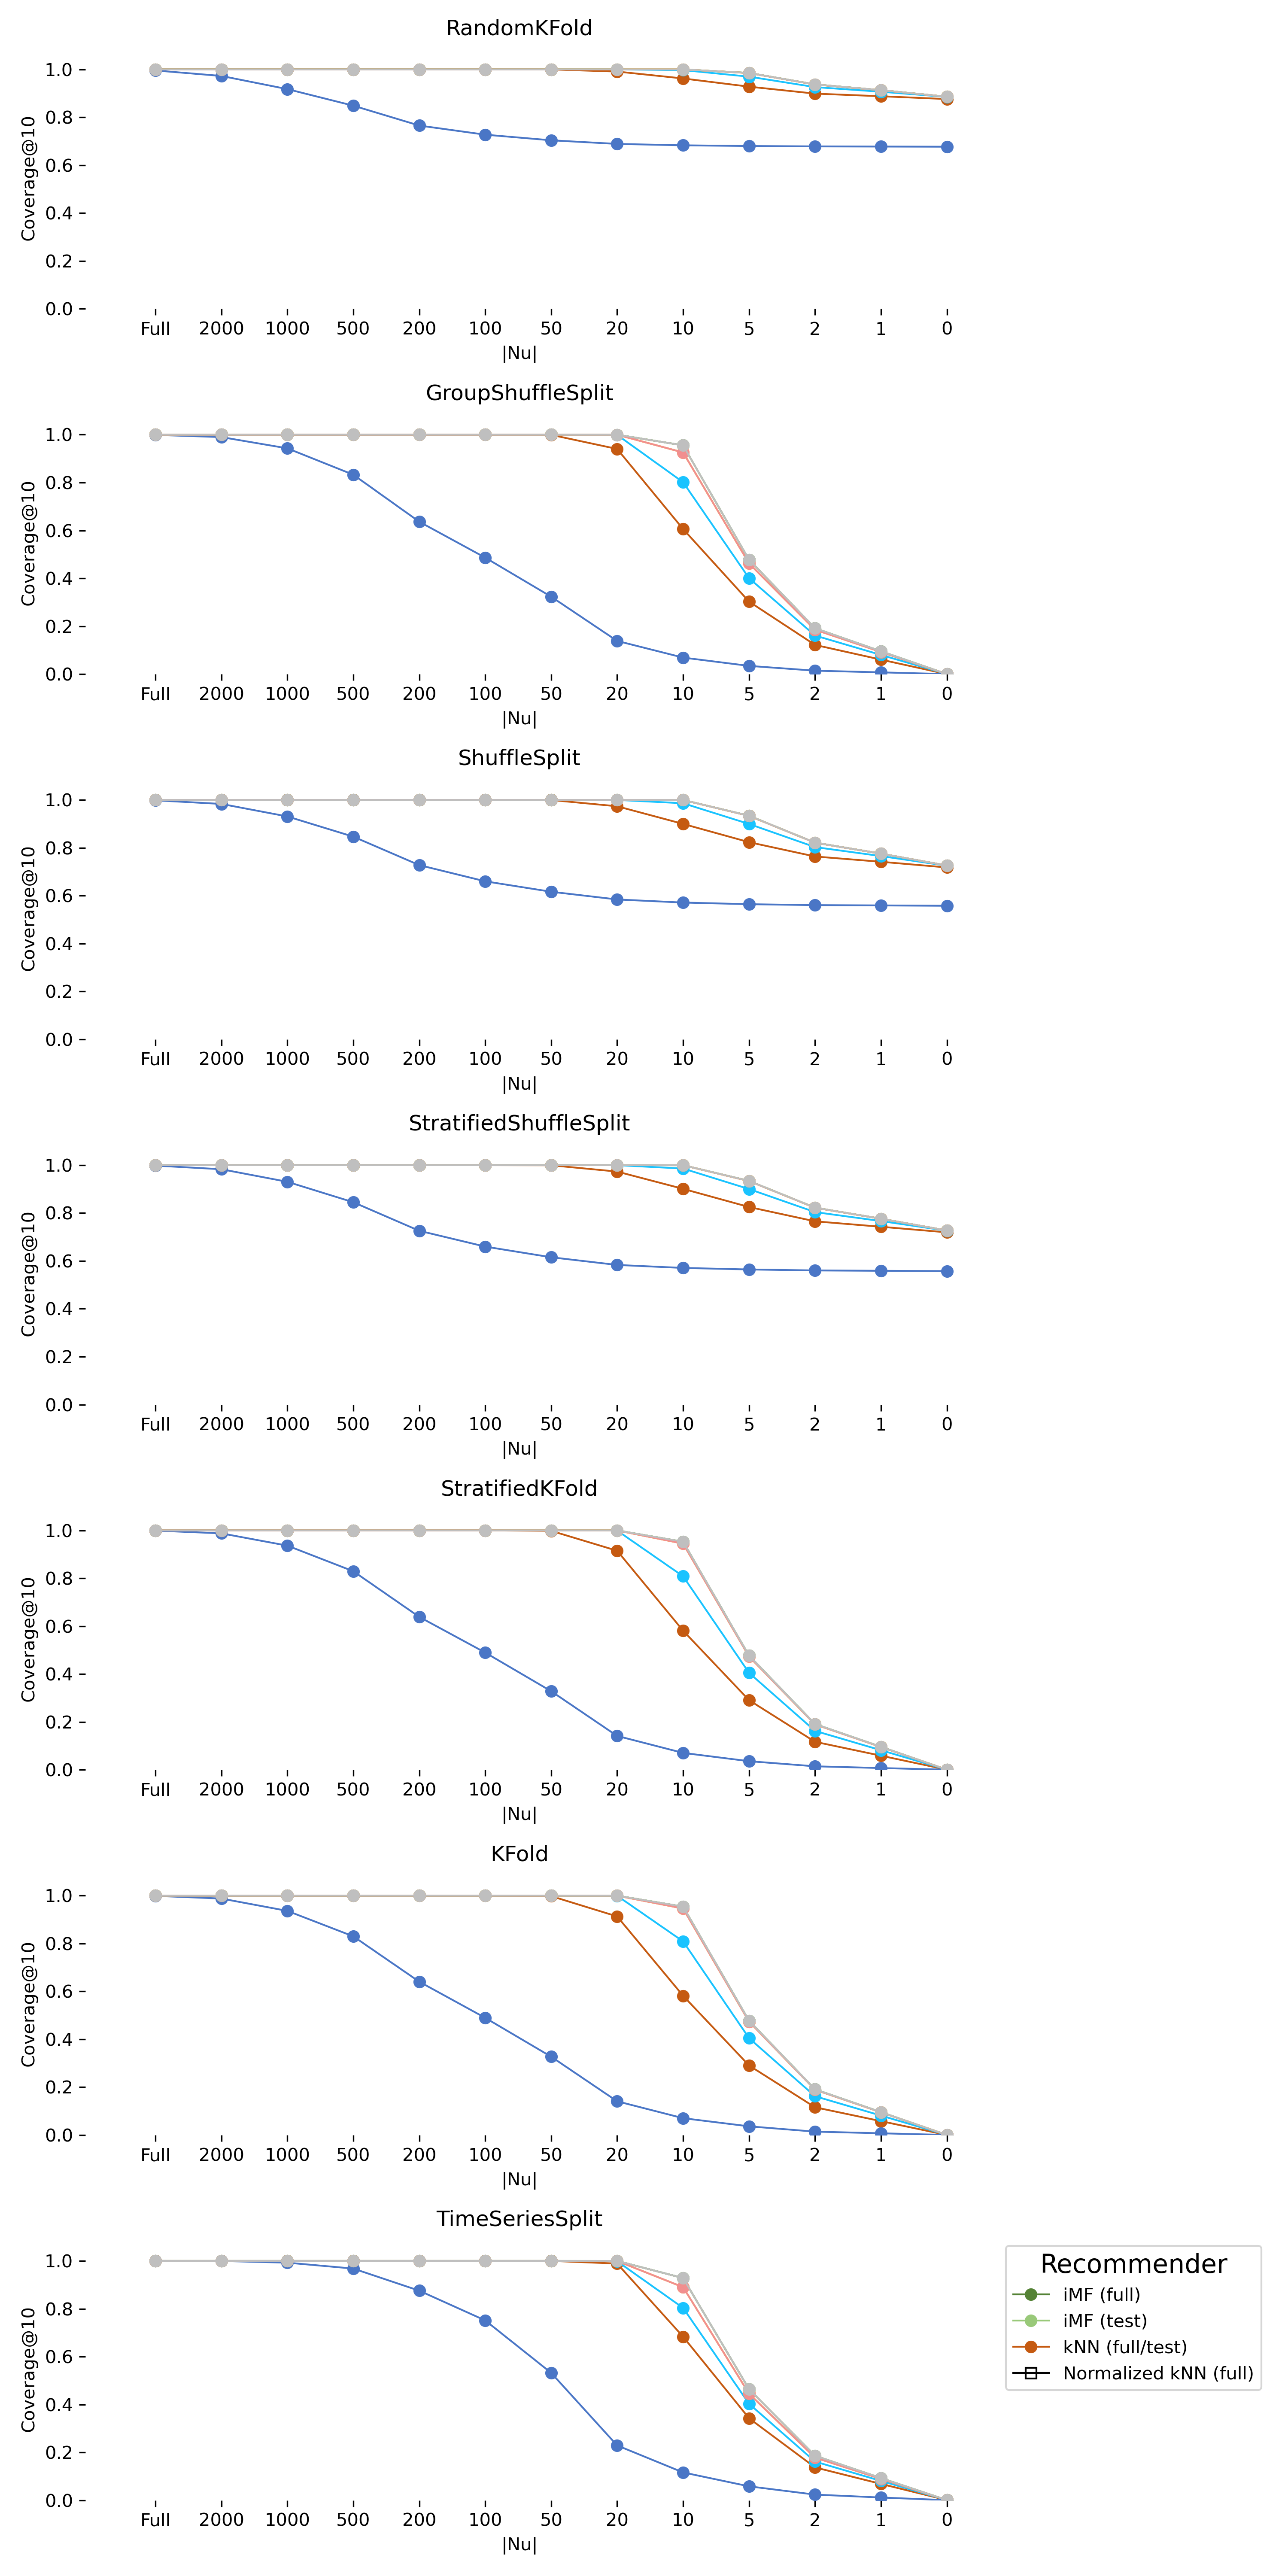 RandomKFold
1.0
0.8
0.6
0.4
0.2
0.0
Coverage@10
Full 2000 1000 500 200 100 50 20 10 5 2 1 0
|Nu|
GroupShuffleSplit
1.0
0.8
0.6
0.4
0.2
0.0
Coverage@10
Full 2000 1000 500 200 100 50 20 10 5 2 1 0
|Nu|
ShuffleSplit
1.0
0.8
0.6
0.4
0.2
0.0
Coverage@10
Full 2000 1000 500 200 100 50 20 10 5 2 1 0
|Nu|
StratifiedShuffleSplit
1.0
0.8
0.6
0.4
0.2
0.0
Coverage@10
Full 2000 1000 500 200 100 50 20 10 5 2 1 0
|Nu|
StratifiedKFold
1.0
0.8
0.6
0.4
0.2
0.0
Coverage@10
Full 2000 1000 500 200 100 50 20 10 5 2 1 0
|Nu|
KFold
1.0
0.8
0.6
0.4
0.2
0.0
Coverage@10
Full 2000 1000 500 200 100 50 20 10 5 2 1 0
|Nu|
TimeSeriesSplit
1.0
0.8
0.6
0.4
0.2
0.0
Coverage@10
Full 2000 1000 500 200 100 50 20 10 5 2 1 0
|Nu|
Recommender
iMF (full)
iMF (test)
kNN (full/test)
Normalized kNN (full)